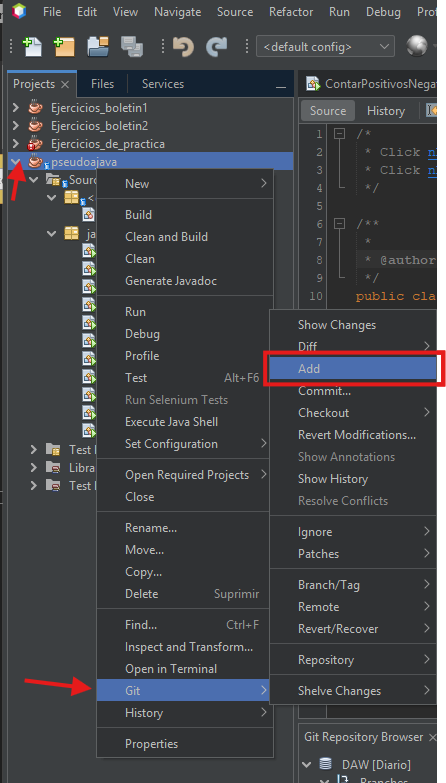 File Edit View Navigate Source Refactor Run Debug
<default config>
Projects Files Services
ContarPositivosNega
Ejercicios_boletin1
Ejercicios_boletin2
Ejercicios_de_practica
pseudoajava
Sourc
<
ja
Test
Libra
Test
Source History
1 /*
2 * Click
3 * Click
4 */
5
6 /**
7 *
8 * @author
9 */
10 public clas
New
Build
Clean and Build
Clean
Generate Javadoc
Run
Debug
Profile
Test Alt+F6
Run Selenium Tests
Execute Java Shell
Set Configuration
Open Required Projects
Close
Rename...
Move...
Copy...
Delete Suprimir
Find... Ctrl+F
Inspect and Transform...
Open in Terminal
Git
History
Properties
Show Changes
Diff
Add
Commit...
Checkout
Revert Modifications...
Show Annotations
Show History
Resolve Conflicts
Ignore
Patches
Branch/Tag
Remote
Revert/Recover
Repository
Shelve Changes
Git Repository Browser
DAW [Diario]
Branches